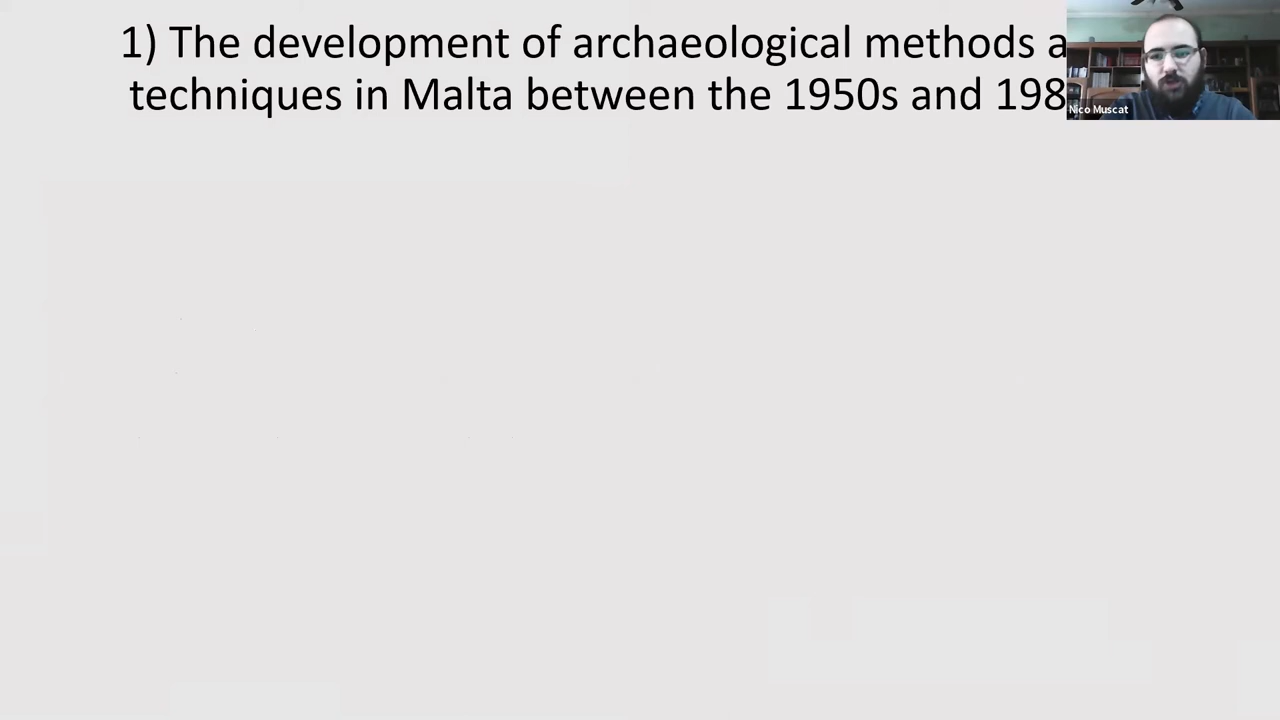 1) The development of archaeological methods a
techniques in Malta between the 1950s and 198
Nico Muscat